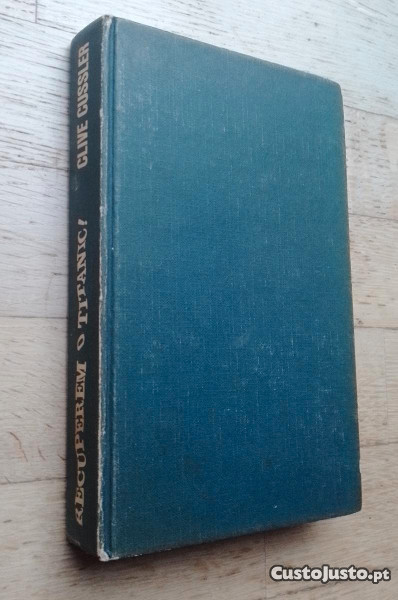 RECUPEREM O TITANIC! CLIVE CUSSLER
CustoJusto.pt